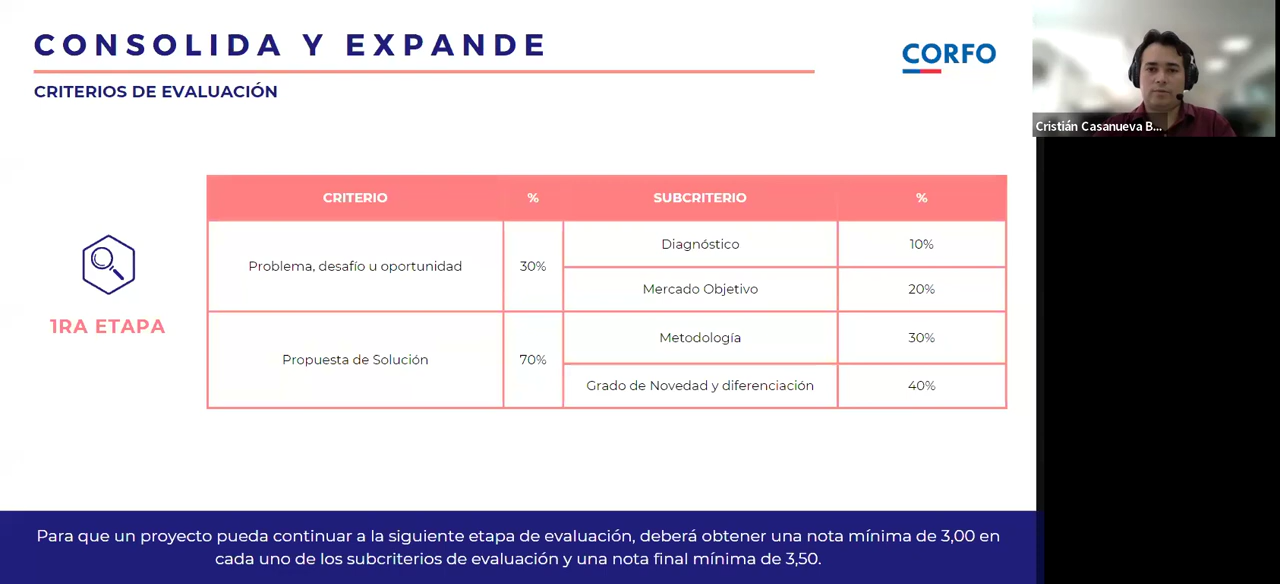 CONSOLIDA Y EXPANDE
CORFO
CRITERIOS DE EVALUACIÓN
Cristián Casanueva B...
CRITERIO % SUBCRITERIO %
Problema, desafío u oportunidad 30% Diagnóstico 10%
Mercado Objetivo 20%
1RA ETAPA
Propuesta de Solución 70% Metodología 30%
Grado de Novedad y diferenciación 40%
Para que un proyecto pueda continuar a la siguiente etapa de evaluación, deberá obtener una nota mínima de 3,00 en
cada uno de los subcriterios de evaluación y una nota final mínima de 3,50.